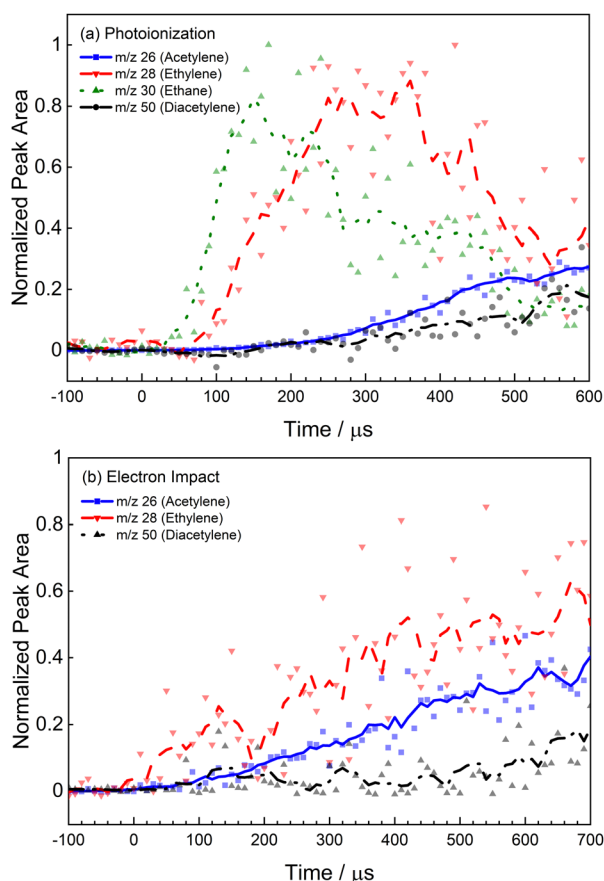 (a) Photoionization
m/z 26 (Acetylene)
m/z 28 (Ethylene)
m/z 30 (Ethane)
m/z 50 (Diacetylene)
Normalized Peak Area
1
0.8
0.6
0.4
0.2
0
-100 0 100 200 300 400 500 600
Time / μs
(b) Electron Impact
m/z 26 (Acetylene)
m/z 28 (Ethylene)
m/z 50 (Diacetylene)
Normalized Peak Area
1
0.8
0.6
0.4
0.2
0
-100 0 100 200 300 400 500 600 700
Time / μs